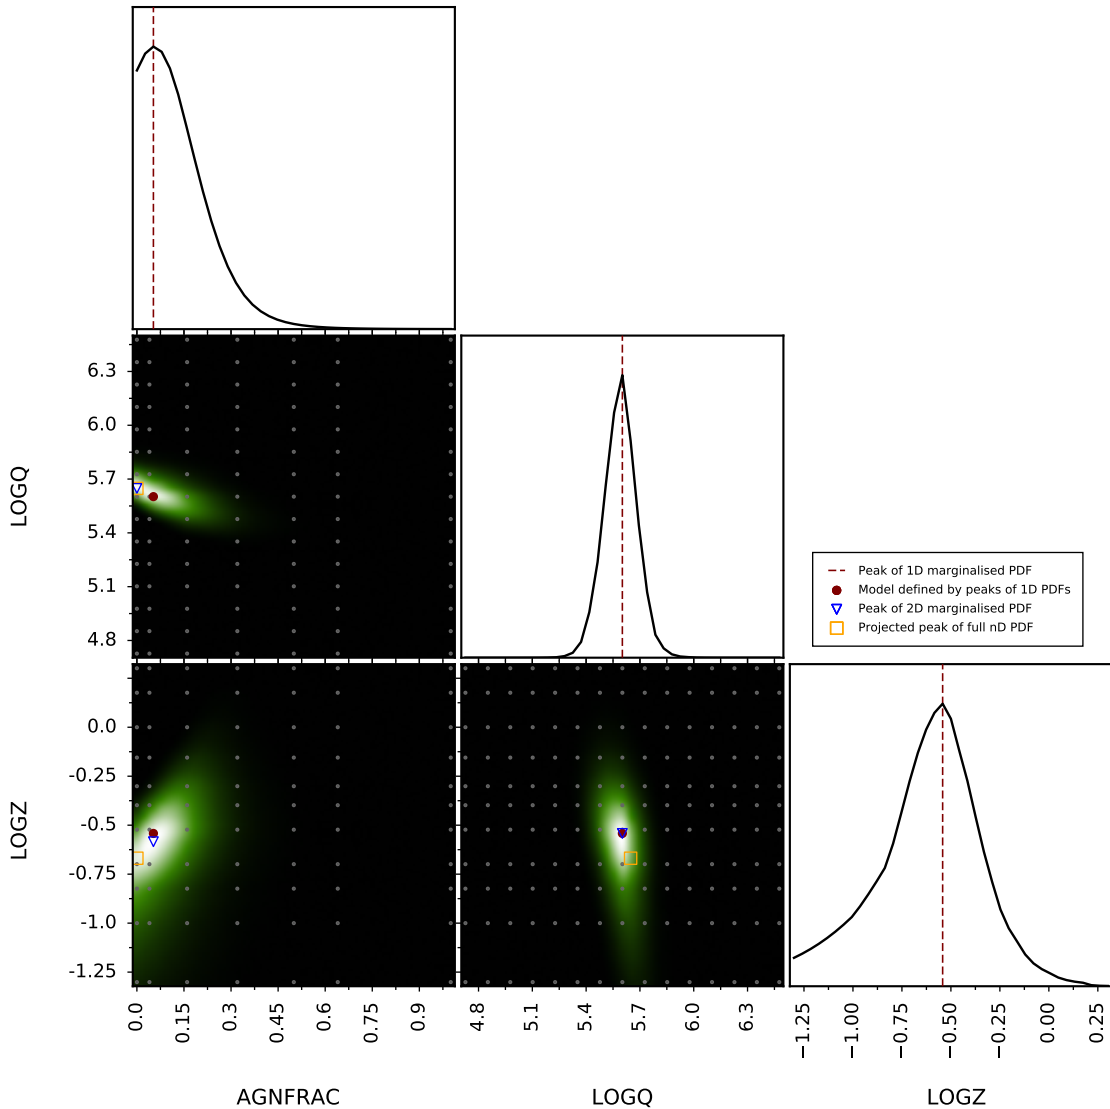 LOGQ
6.3
6.0
5.7
5.4
5.1
4.8
Peak of 1D marginalised PDF
Model defined by peaks of 1D PDFs
Peak of 2D marginalised PDF
Projected peak of full nD PDF
LOGZ
0.0
-0.25
-0.5
-0.75
-1.0
-1.25
0.0 0.15 0.3 0.45 0.6 0.75 0.9
4.8 5.1 5.4 5.7 6.0 6.3
−1.25 −1.00 −0.75 −0.50 −0.25 0.00 0.25
AGNFRAC LOGQ LOGZ